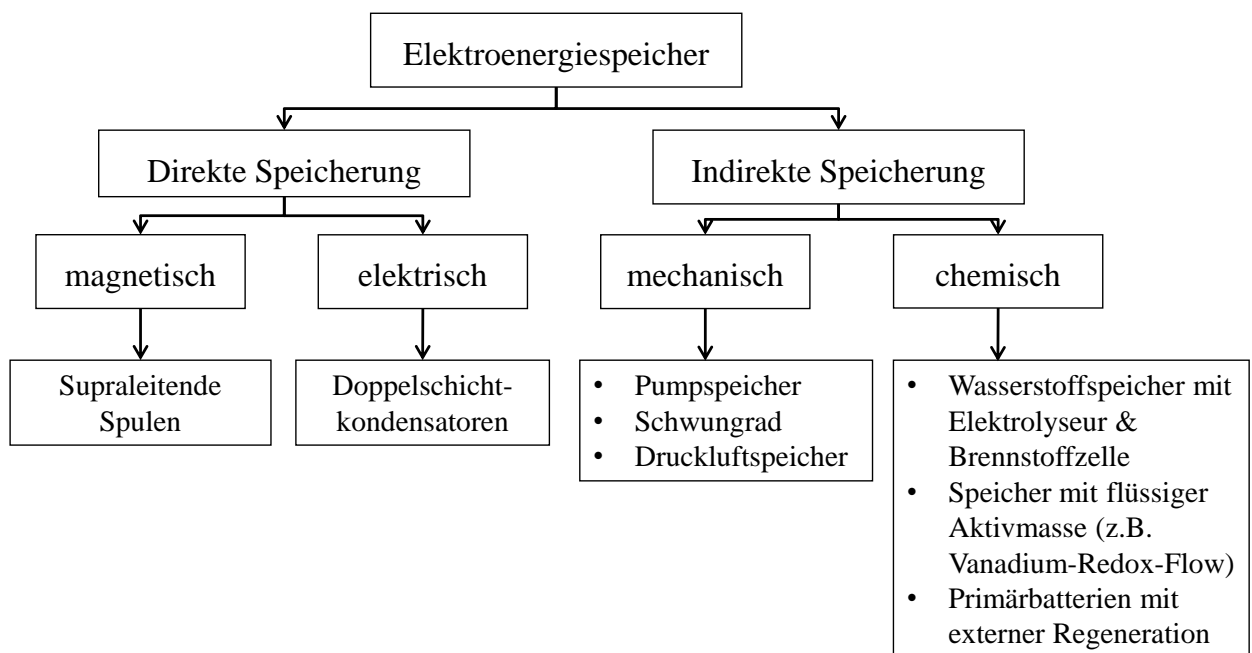 Elektroenergiespeicher
Direkte Speicherung
Indirekte Speicherung
magnetisch
elektrisch
mechanisch
chemisch
Supraleitende
Spulen
Doppelschicht-
kondensatoren
• Pumpspeicher
• Schwungrad
• Druckluftspeicher
• Wasserstoffspeicher mit
Elektrolyseur &
Brennstoffzelle
• Speicher mit flüssiger
Aktivmasse (z.B.
Vanadium-Redox-Flow)
• Primärbatterien mit
externer Regeneration